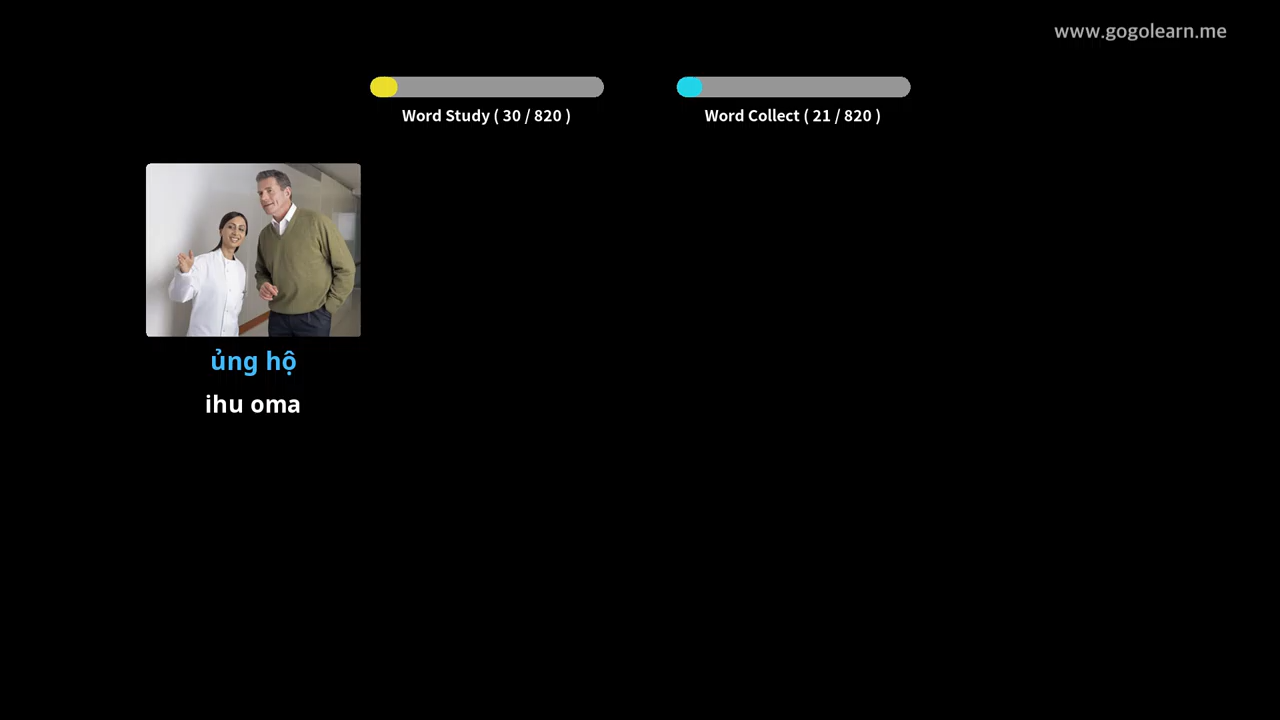 www.gogolearn.me
Word Study ( 30 / 820 )
Word Collect ( 21 / 820 )
ủng hộ
ihu oma